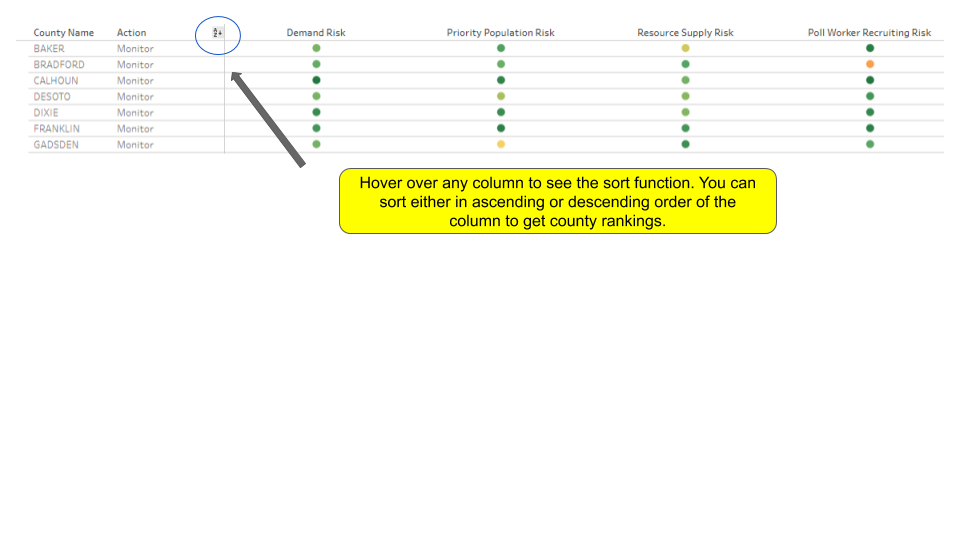 County Name Action Demand Risk Priority Population Risk Resource Supply Risk Poll Worker Recruiting Risk
BAKER Monitor
BRADFORD Monitor
CALHOUN Monitor
DESOTO Monitor
DIXIE Monitor
FRANKLIN Monitor
GADSDEN Monitor
Hover over any column to see the sort function. You can
sort either in ascending or descending order of the
column to get county rankings.